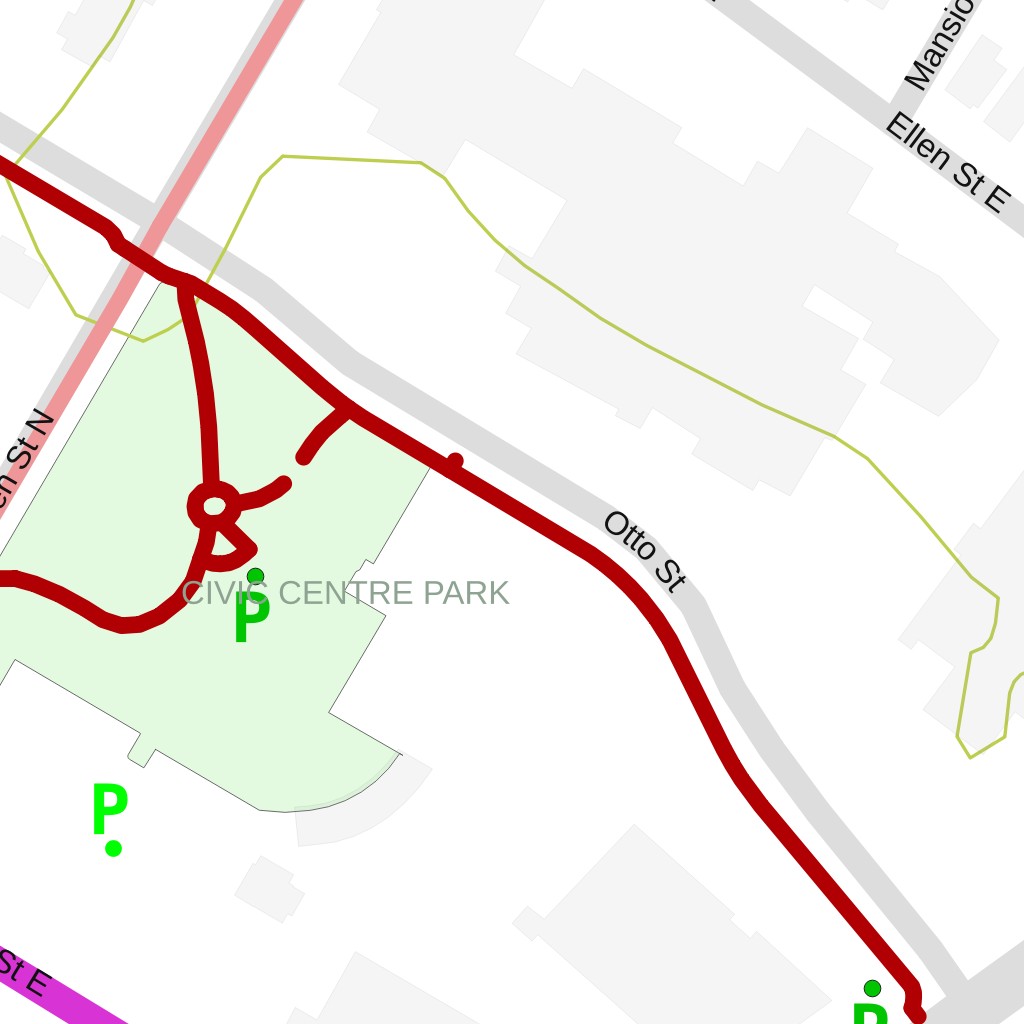 Mansio
Ellen St E
en St N
Otto St
CIVIC CENTRE PARK
P
P
St E
P